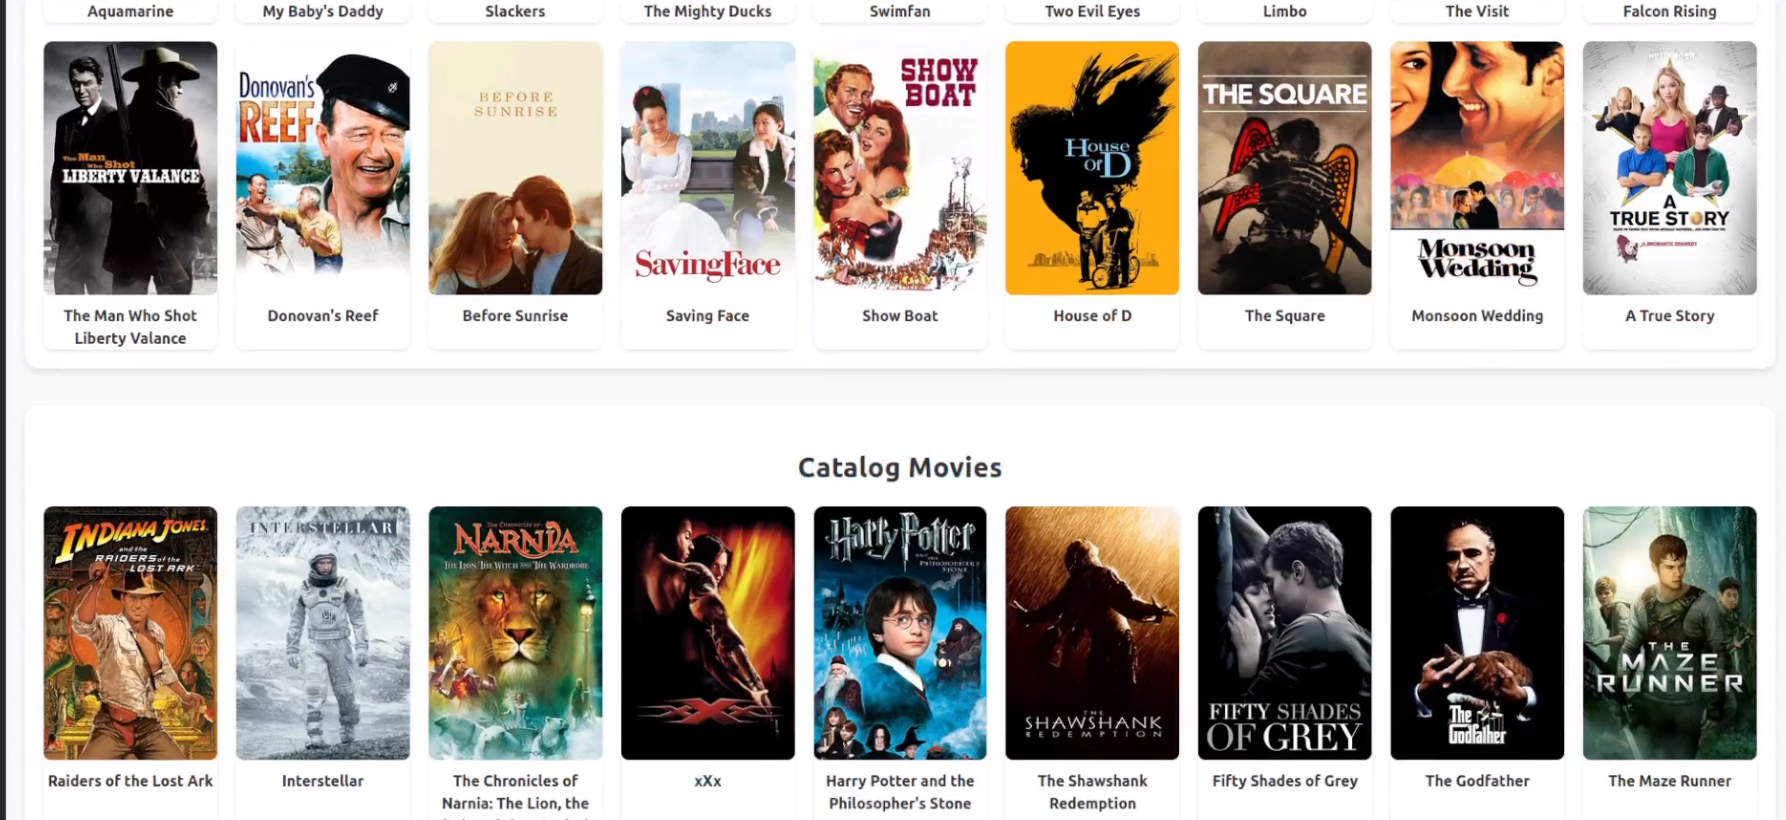 Aquamarine
My Baby's Daddy
Slackers
The Mighty Ducks
Swimfan
Two Evil Eyes
Limbo
The Visit
Falcon Rising
The Man
Who Shot
LIBERTY VALANCE
Donovan's
REEF
BEFORE
SUNRISE
SavingFace
SHOW
BOAT
House
of D
THE SQUARE
Monsoon
Wedding
A
TRUE STORY
The Man Who Shot
Liberty Valance
Donovan's Reef
Before Sunrise
Saving Face
Show Boat
House of D
The Square
Monsoon Wedding
A True Story
Catalog Movies
INDIANA JONES
and the
RAIDERS of the
LOST ARK
INTERSTELLAR
THE CHRONICLES OF
NARNIA
THE LION, THE WITCH AND THE WARDROBE
xXx
Harry Potter
AND THE
PHILOSOPHER'S
STONE
THE
SHAWSHANK
REDEMPTION
FIFTY SHADES
OF GREY
The
Godfather
THE
MAZE
RUNNER
Raiders of the Lost Ark
Interstellar
The Chronicles of
Narnia: The Lion, the
xXx
Harry Potter and the
Philosopher's Stone
The Shawshank
Redemption
Fifty Shades of Grey
The Godfather
The Maze Runner